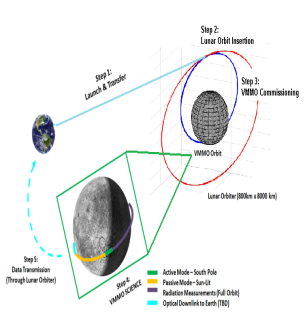 Step 2:
Lunar Orbit Insertion
Step 1:
Launch & Transfer
Step 3:
VMMO Commissioning
VMMO Orbit
Lunar Orbiter (800km x 8000 km)
Step 5:
Data Transmission
(Through Lunar Orbiter)
Step 4:
VMMO SCIENCE
Active Mode – South Pole
Passive Mode – Sun-Lit
Radiation Measurements (Full Orbit)
Optical Downlink to Earth (TBD)